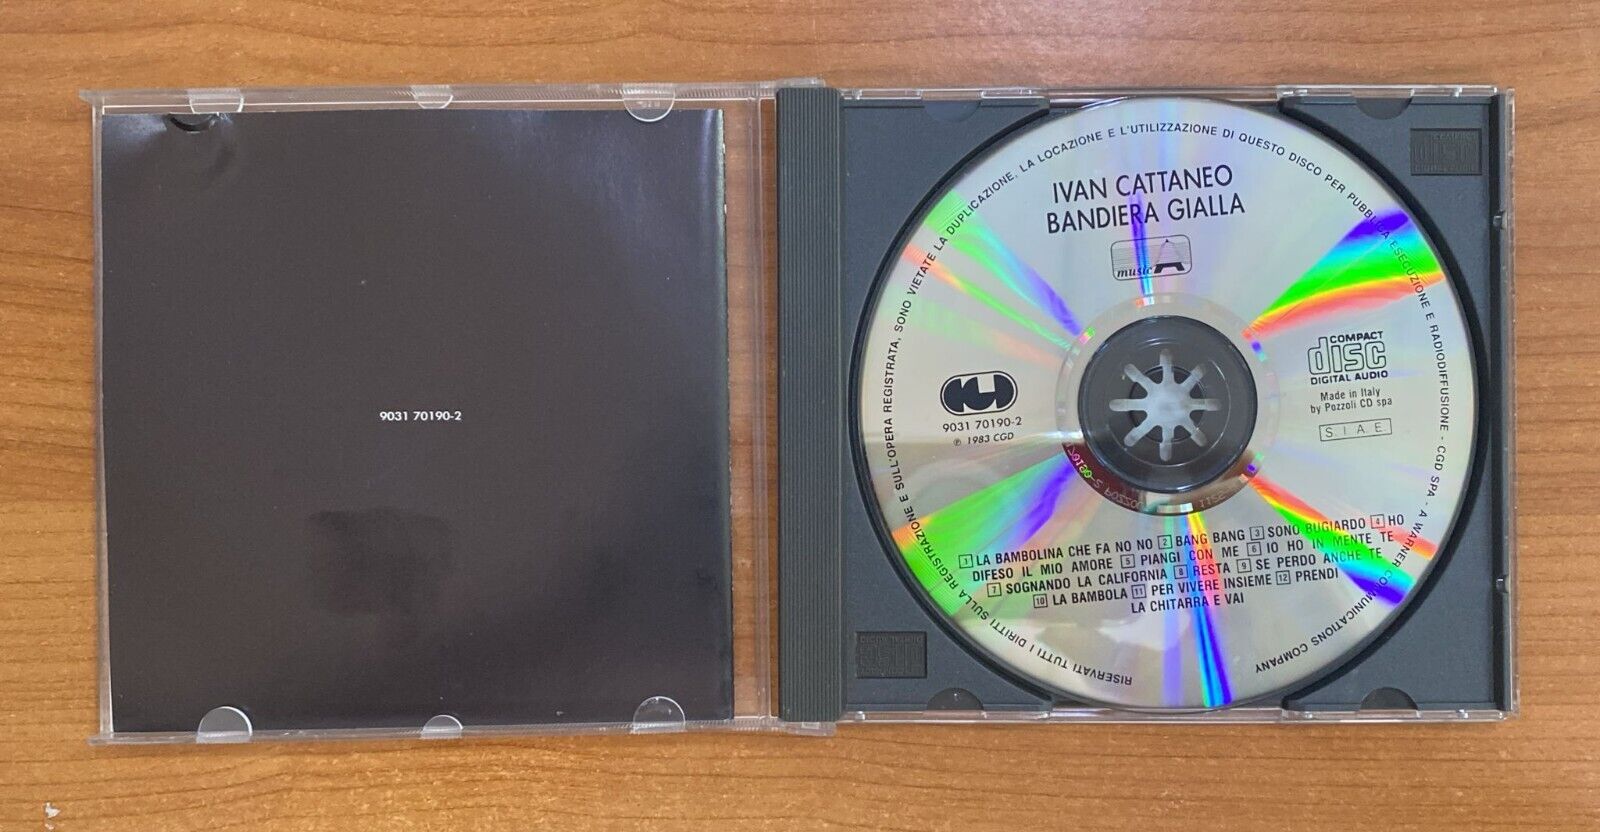 9031 70190-2
RISERVATI TUTTI I DIRITTI SULLA REGISTRAZIONE E SULL'OPERA REGISTRATA, SONO VIETATE LA DUPLICAZIONE, LA LOCAZIONE E L'UTILIZZAZIONE DI QUESTO DISCO PER PUBBLICA ESECUZIONE E RADIODIFFUSIONE - CGD SPA - A WARNER COMMUNICATIONS COMPANY
IVAN CATTANEO
BANDIERA GIALLA
music A
COMPACT
disc
DIGITAL AUDIO
Made in Italy
by Pozzoli CD spa
S.I.A.E.
9031 70190-2
℗ 1983 CGD
1 LA BAMBOLINA CHE FA NO NO 2 BANG BANG 3 SONO BUGIARDO 4 HO
DIFESO IL MIO AMORE 5 PIANGI CON ME 6 IO HO IN MENTE TE
7 SOGNANDO LA CALIFORNIA 8 RESTA 9 SE PERDO ANCHE TE
10 LA BAMBOLA 11 PER VIVERE INSIEME 12 PRENDI
LA CHITARRA E VAI